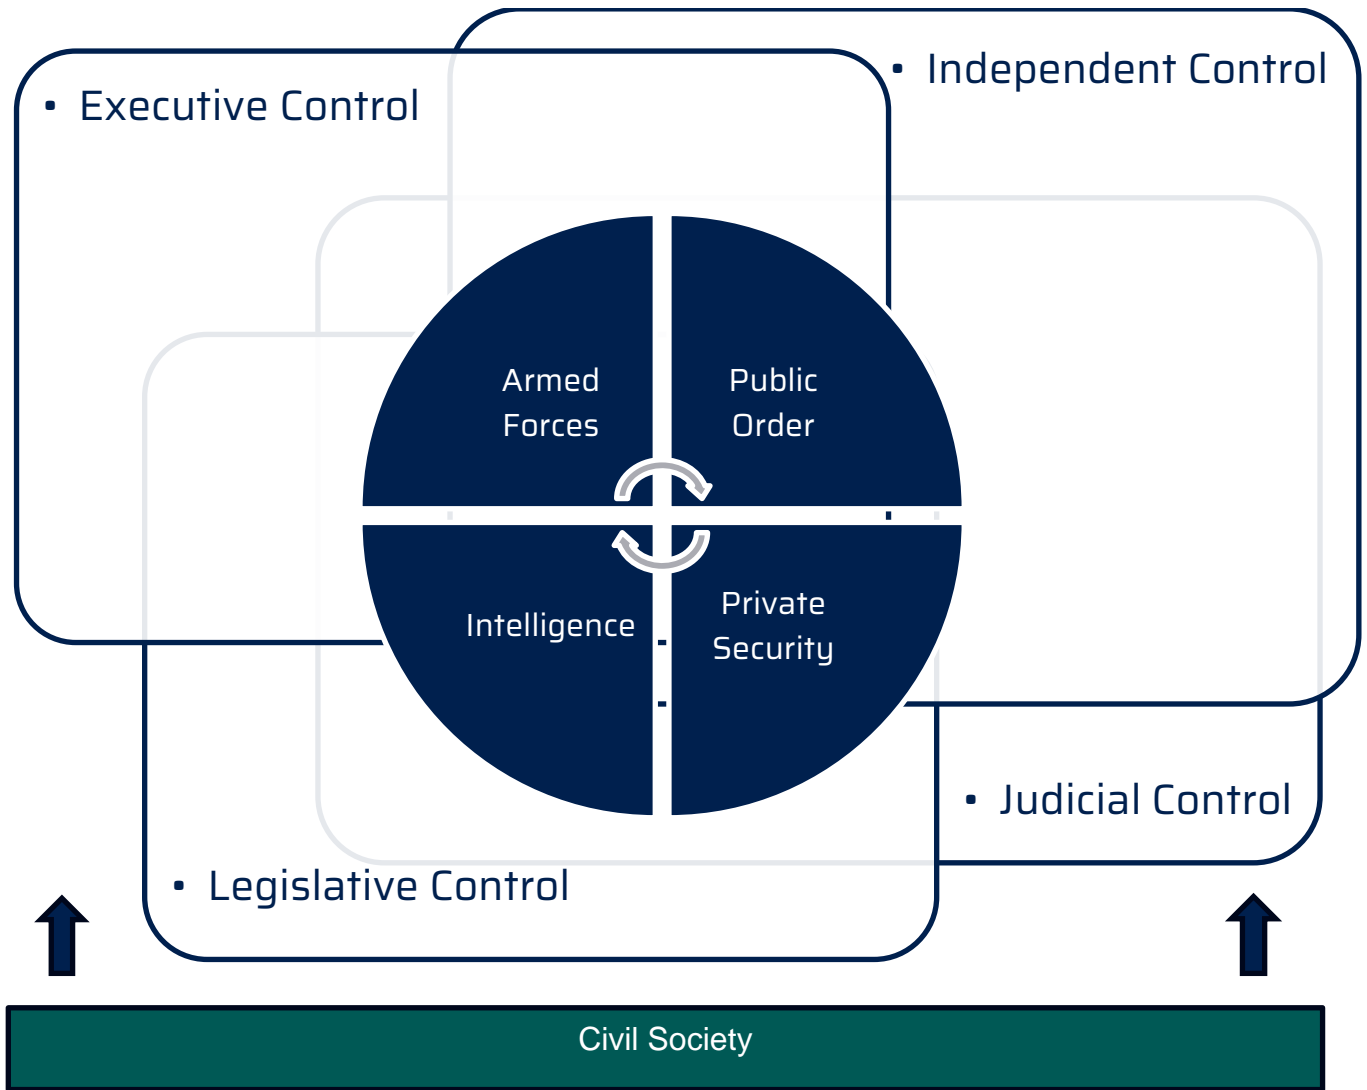 • Independent Control
• Executive Control
Armed
Forces
Public
Order
Intelligence
Private
Security
• Judicial Control
• Legislative Control
Civil Society